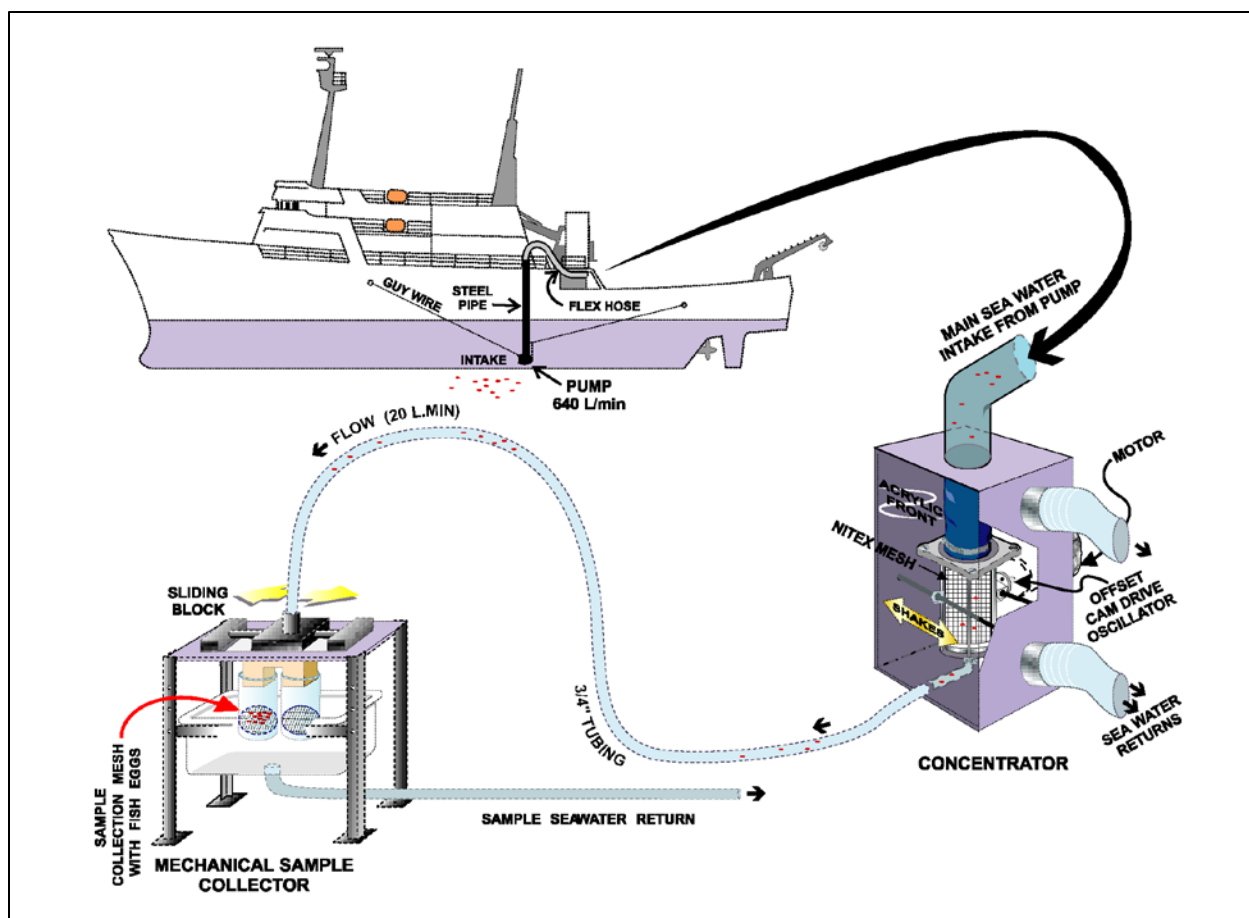 GUY WIRE
STEEL
PIPE
FLEX HOSE
INTAKE
PUMP
640 L/min
MAIN SEA WATER
INTAKE FROM PUMP
FLOW (20 L.MIN)
MOTOR
ACRYLIC
FRONT
NITEX MESH
OFFSET
CAM DRIVE
OSCILLATOR
SHAKES
SLIDING
BLOCK
3/4" TUBING
SEA WATER
RETURNS
CONCENTRATOR
SAMPLE
COLLECTION MESH
WITH FISH EGGS
SAMPLE SEAWATER RETURN
MECHANICAL SAMPLE
COLLECTOR